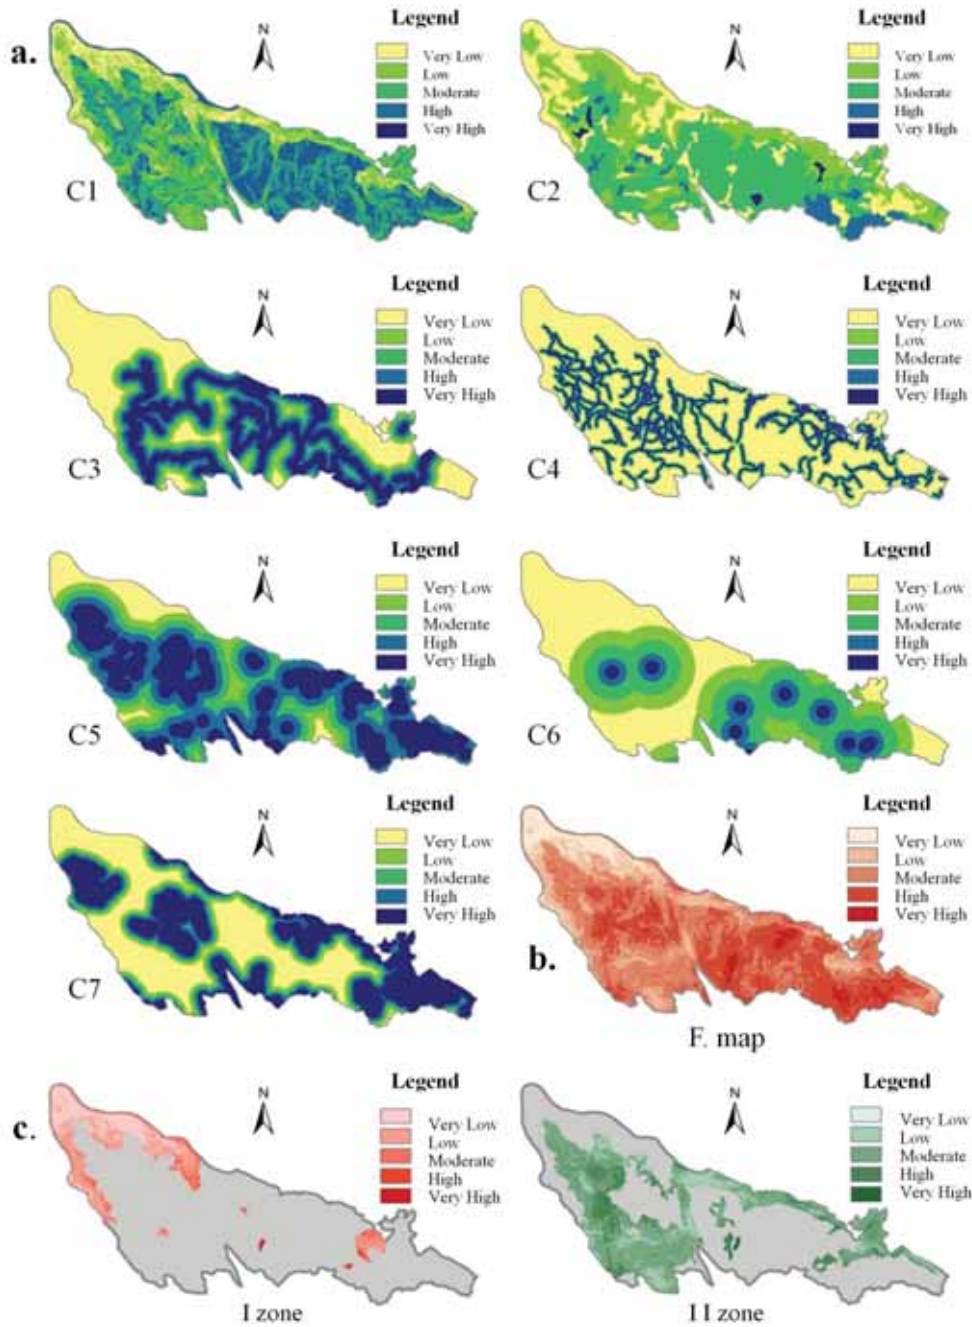 a.
N
Legend
Very Low
Low
Moderate
High
Very High
C1
N
Legend
Very Low
Low
Moderate
High
Very High
C2
N
Legend
Very Low
Low
Moderate
High
Very High
C3
N
Legend
Very Low
Low
Moderate
High
Very High
C4
N
Legend
Very Low
Low
Moderate
High
Very High
C5
N
Legend
Very Low
Low
Moderate
High
Very High
C6
N
Legend
Very Low
Low
Moderate
High
Very High
C7
N
Legend
Very Low
Low
Moderate
High
Very High
b.
F. map
c.
N
Legend
Very Low
Low
Moderate
High
Very High
I zone
N
Legend
Very Low
Low
Moderate
High
Very High
I I zone